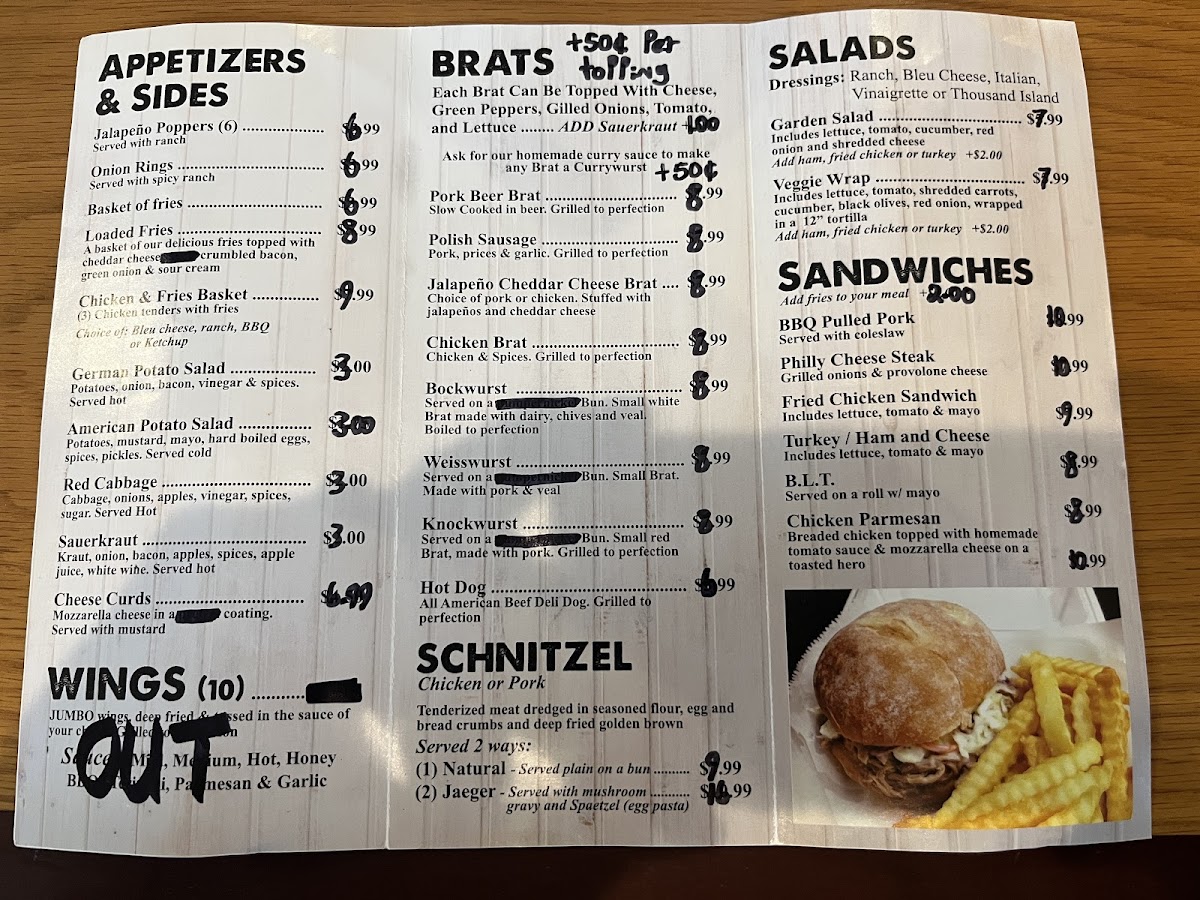 APPETIZERS
& SIDES
Jalapeño Poppers (6) .................... $6.99
Served with ranch
Onion Rings .................................... $6.99
Served with spicy ranch
Basket of fries ................................. $6.99
Loaded Fries ................................... $8.99
A basket of our delicious fries topped with
cheddar cheese crumbled bacon,
green onion & sour cream
Chicken & Fries Basket ................ $9.99
(3) Chicken tenders with fries
Choice of: Bleu cheese, ranch, BBQ
or Ketchup
German Potato Salad ..................... $3.00
Potatoes, onion, bacon, vinegar & spices.
Served hot
American Potato Salad .................. $3.00
Potatoes, mustard, mayo, hard boiled eggs,
spices, pickles. Served cold
Red Cabbage .................................... $3.00
Cabbage, onions, apples, vinegar, spices,
sugar. Served Hot
Sauerkraut ........................................ $3.00
Kraut, onion, bacon, apples, spices, apple
juice, white wine. Served hot
Cheese Curds .................................... $6.99
Mozzarella cheese in a coating.
Served with mustard
WINGS (10) ..........
JUMBO wings, deep fried & tossed in the sauce of
your
OUT
Sauce Medium, Hot, Honey
Parmesan & Garlic
BRATS +50¢ Per
topping
Each Brat Can Be Topped With Cheese,
Green Peppers, Gilled Onions, Tomato,
and Lettuce ........ ADD Sauerkraut +1.00
Ask for our homemade curry sauce to make
any Brat a Currywurst +50¢
Pork Beer Brat ................................ $8.99
Slow Cooked in beer. Grilled to perfection
Polish Sausage ................................. $8.99
Pork, prices & garlic. Grilled to perfection
Jalapeño Cheddar Cheese Brat .... $8.99
Choice of pork or chicken. Stuffed with
jalapeños and cheddar cheese
Chicken Brat .................................... $8.99
Chicken & Spices. Grilled to perfection
Bockwurst ........................................ $8.99
Served on a Bun. Small white
Brat made with dairy, chives and veal.
Boiled to perfection
Weisswurst ....................................... $8.99
Served on a Bun. Small Brat.
Made with pork & veal
Knockwurst ...................................... $8.99
Served on a Bun. Small red
Brat, made with pork. Grilled to perfection
Hot Dog ............................................. $6.99
All American Beef Deli Dog. Grilled to
perfection
SCHNITZEL
Chicken or Pork
Tenderized meat dredged in seasoned flour, egg and
bread crumbs and deep fried golden brown
Served 2 ways:
(1) Natural - Served plain on a bun .......... $9.99
(2) Jaeger - Served with mushroom ........... .99
gravy and Spaetzel (egg pasta)
SALADS
Dressings: Ranch, Bleu Cheese, Italian,
Vinaigrette or Thousand Island
Garden Salad ................................. $7.99
Includes lettuce, tomato, cucumber, red
onion and shredded cheese
Add ham, fried chicken or turkey +$2.00
Veggie Wrap .................................. $7.99
Includes lettuce, tomato, shredded carrots,
cucumber, black olives, red onion, wrapped
in a 12" tortilla
Add ham, fried chicken or turkey +$2.00
SANDWICHES
Add fries to your meal +2.00
BBQ Pulled Pork 10.99
Served with coleslaw
Philly Cheese Steak $10.99
Grilled onions & provolone cheese
Fried Chicken Sandwich $9.99
Includes lettuce, tomato & mayo
Turkey / Ham and Cheese $8.99
Includes lettuce, tomato & mayo
B.L.T. $8.99
Served on a roll w/ mayo
Chicken Parmesan $10.99
Breaded chicken topped with homemade
tomato sauce & mozzarella cheese on a
toasted hero